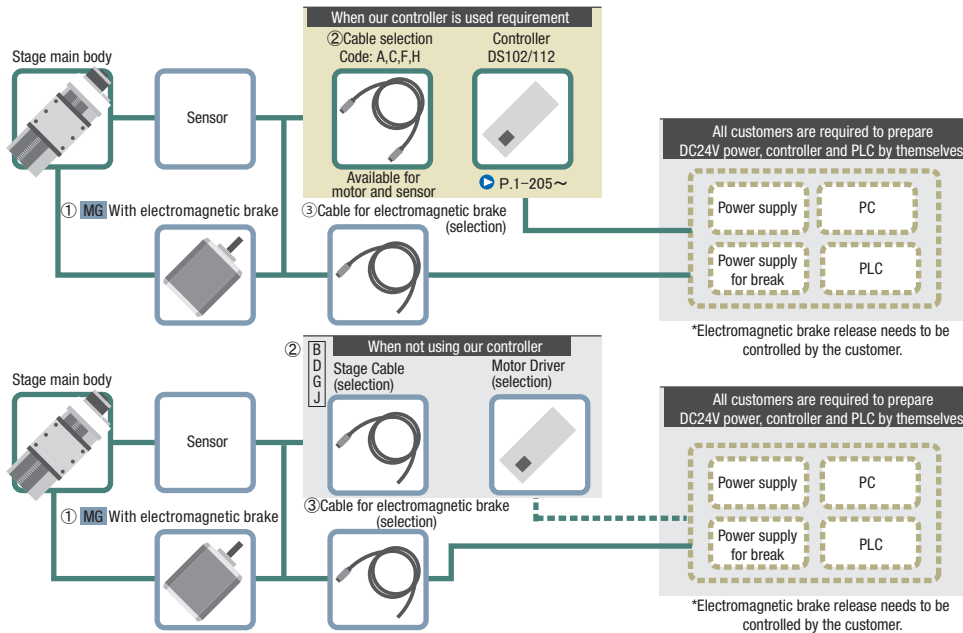 When our controller is used requirement
Stage main body
②Cable selection
Code: A,C,F,H
Controller
DS102/112
Sensor
Available for
motor and sensor
P.1-205～
① MG With electromagnetic brake
③Cable for electromagnetic brake
(selection)
All customers are required to prepare
DC24V power, controller and PLC by themselves
Power supply
PC
Power supply
for break
PLC
*Electromagnetic brake release needs to be
controlled by the customer.
When not using our controller
②
B
D
G
J
Stage Cable
(selection)
Motor Driver
(selection)
Stage main body
Sensor
① MG With electromagnetic brake
③Cable for electromagnetic brake
(selection)
All customers are required to prepare
DC24V power, controller and PLC by themselves
Power supply
PC
Power supply
for break
PLC
*Electromagnetic brake release needs to be
controlled by the customer.